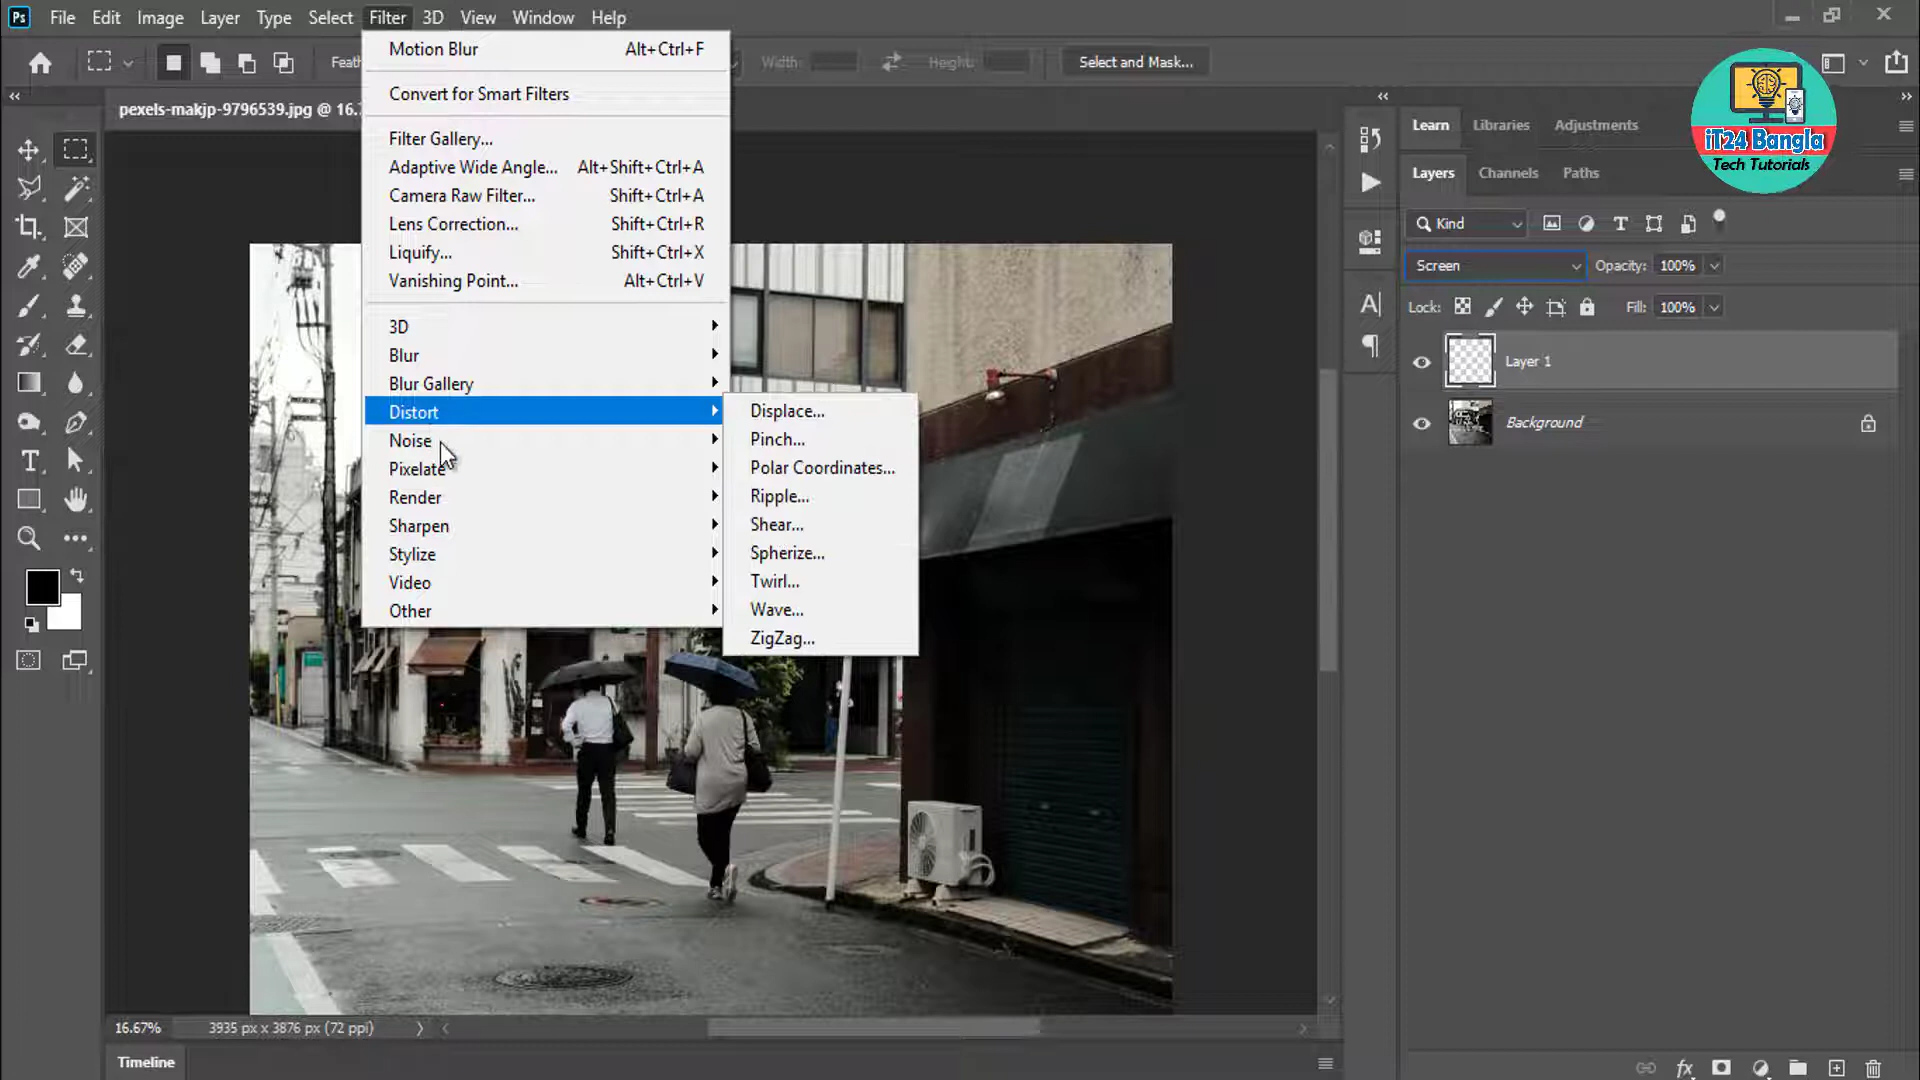 Ps File Edit Image Layer Type Select Filter 3D View Window Help
Feath Width: Height: Select and Mask...
pexels-makjp-9796539.jpg @ 16.7
Motion Blur Alt+Ctrl+F
Convert for Smart Filters
Filter Gallery...
Adaptive Wide Angle... Alt+Shift+Ctrl+A
Camera Raw Filter... Shift+Ctrl+A
Lens Correction... Shift+Ctrl+R
Liquify... Shift+Ctrl+X
Vanishing Point... Alt+Ctrl+V
3D
Blur
Blur Gallery
Distort
Noise
Pixelate
Render
Sharpen
Stylize
Video
Other
Displace...
Pinch...
Polar Coordinates...
Ripple...
Shear...
Spherize...
Twirl...
Wave...
ZigZag...
Learn Libraries Adjustments
iT24 Bangla
Tech Tutorials
Layers Channels Paths
Kind
Screen Opacity: 100%
Lock: Fill: 100%
Layer 1
Background
16.67% 3935 px x 3876 px (72 ppi)
Timeline